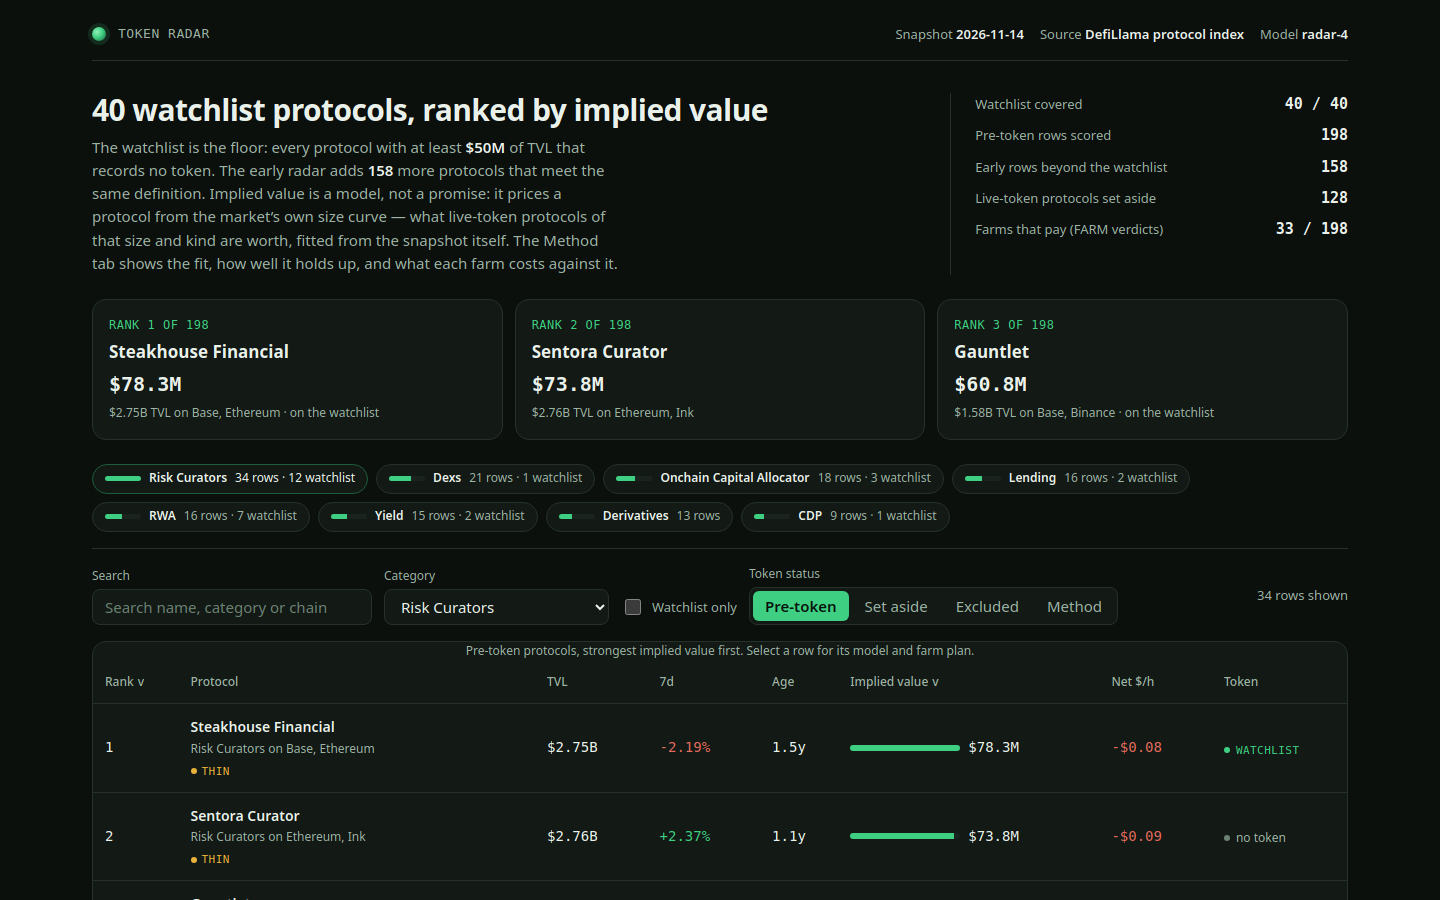 TOKEN RADAR
Snapshot 2026-11-14 Source DefiLlama protocol index Model radar-4
40 watchlist protocols, ranked by implied value
The watchlist is the floor: every protocol with at least $50M of TVL that
records no token. The early radar adds 158 more protocols that meet the
same definition. Implied value is a model, not a promise: it prices a
protocol from the market’s own size curve — what live-token protocols of
that size and kind are worth, fitted from the snapshot itself. The Method
tab shows the fit, how well it holds up, and what each farm costs against it.
Watchlist covered 40 / 40
Pre-token rows scored 198
Early rows beyond the watchlist 158
Live-token protocols set aside 128
Farms that pay (FARM verdicts) 33 / 198
RANK 1 OF 198
Steakhouse Financial
$78.3M
$2.75B TVL on Base, Ethereum · on the watchlist
RANK 2 OF 198
Sentora Curator
$73.8M
$2.76B TVL on Ethereum, Ink
RANK 3 OF 198
Gauntlet
$60.8M
$1.58B TVL on Base, Binance · on the watchlist
Risk Curators 34 rows · 12 watchlist
Dexs 21 rows · 1 watchlist
Onchain Capital Allocator 18 rows · 3 watchlist
Lending 16 rows · 2 watchlist
RWA 16 rows · 7 watchlist
Yield 15 rows · 2 watchlist
Derivatives 13 rows
CDP 9 rows · 1 watchlist
Search
Search name, category or chain
Category
Risk Curators
Watchlist only
Token status
Pre-token Set aside Excluded Method
34 rows shown
Pre-token protocols, strongest implied value first. Select a row for its model and farm plan.
Rank v Protocol TVL 7d Age Implied value v Net $/h Token
1 Steakhouse Financial $2.75B -2.19% 1.5y $78.3M -$0.08 WATCHLIST
Risk Curators on Base, Ethereum
THIN
2 Sentora Curator $2.76B +2.37% 1.1y $73.8M -$0.09 no token
Risk Curators on Ethereum, Ink
THIN